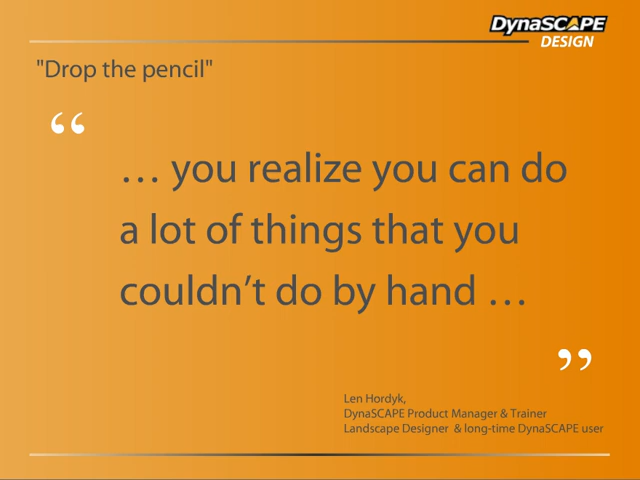 DynaSCAPE
DESIGN
"Drop the pencil"
“
… you realize you can do
a lot of things that you
couldn’t do by hand …
”
Len Hordyk,
DynaSCAPE Product Manager & Trainer
Landscape Designer & long-time DynaSCAPE user